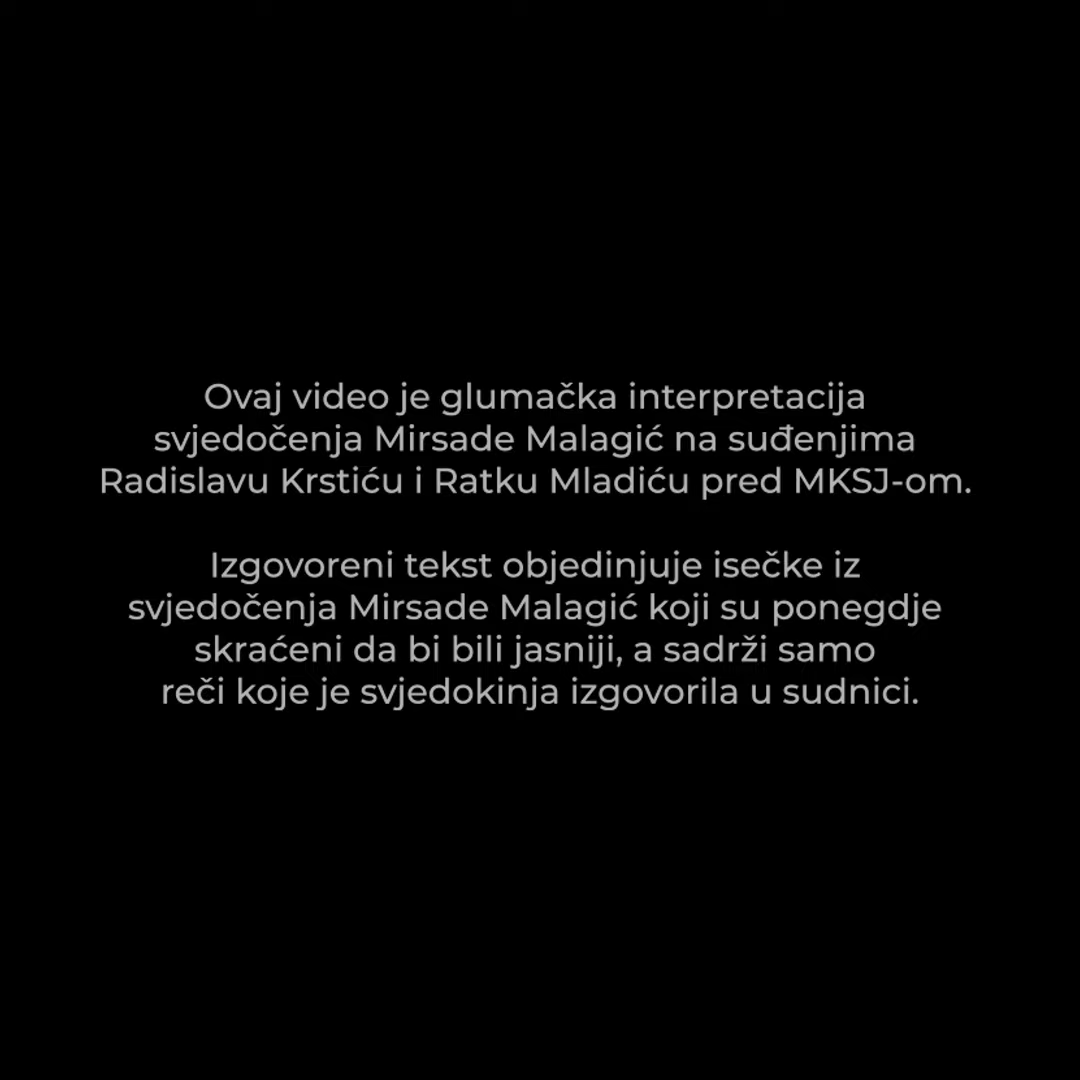 Ovaj video je glumačka interpretacija
svjedočenja Mirsade Malagić na suđenjima
Radislavu Krstiću i Ratku Mladiću pred MKSJ-om.
Izgovoreni tekst objedinjuje isečke iz
svjedočenja Mirsade Malagić koji su ponegdje
skraćeni da bi bili jasniji, a sadrži samo
reči koje je svjedokinja izgovorila u sudnici.